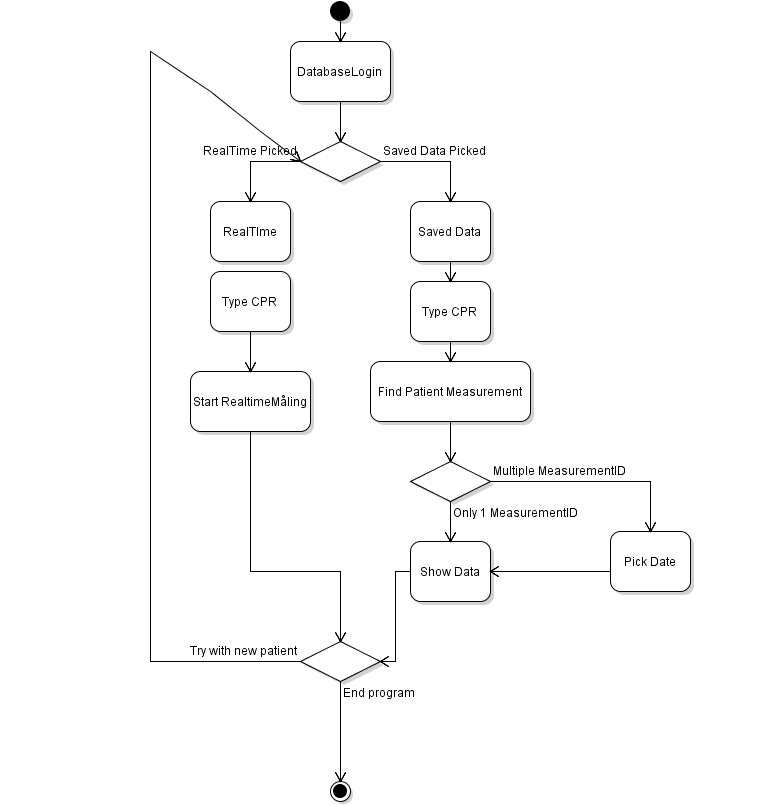 DatabaseLogin
RealTime Picked
Saved Data Picked
RealTIme
Saved Data
Type CPR
Type CPR
Start RealtimeMåling
Find Patient Measurement
Multiple MeasurementID
Only 1 MeasurementID
Show Data
Pick Date
Try with new patient
End program